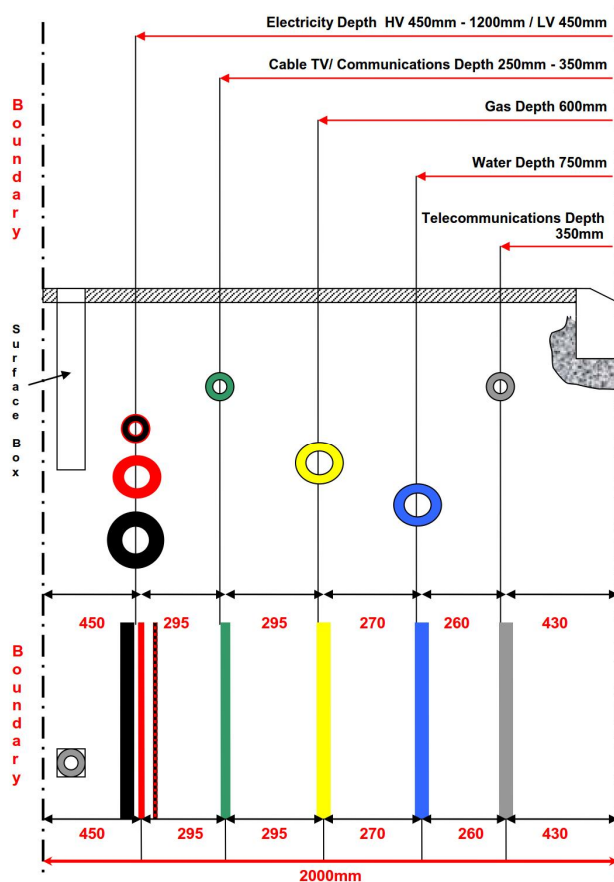 Electricity Depth HV 450mm - 1200mm / LV 450mm
Cable TV/ Communications Depth 250mm - 350mm
Gas Depth 600mm
Water Depth 750mm
Telecommunications Depth
350mm
Boundary
Surface Box
450 295 295 270 260 430
Boundary
450 295 295 270 260 430
2000mm